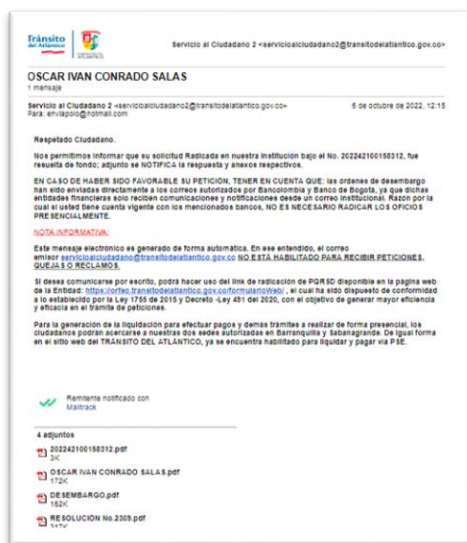 Tránsito
del Atlántico
Servicio al Ciudadano 2 <servicioalciudadano2@transitodelatlantico.gov.co>
OSCAR IVAN CONRADO SALAS
1 mensaje
Servicio al Ciudadano 2 <servicioalciudadano2@transitodelatlantico.gov.co>
6 de octubre de 2022, 12:15
Para: enviapolo@hotmail.com
Respetado Ciudadano.
Nos permitimos informar que su solicitud Radicada en nuestra Institución bajo el No. 202242100158312, fue
resuelta de fondo; adjunto se NOTIFICA la respuesta y anexos respectivos.
EN CASO DE HABER SIDO FAVORABLE SU PETICIÓN, TENER EN CUENTA QUE: las órdenes de desembargo
han sido enviadas directamente a los correos autorizados por Bancolombia y Banco de Bogota, ya que dichas
entidades financieras solo reciben comunicaciones y notificaciones desde un correo institucional. Razón por la
cual si usted tiene cuenta vigente con los mencionados bancos, NO ES NECESARIO RADICAR LOS OFICIOS
PRESENCIALMENTE.
NOTA INFORMATIVA:
Este mensaje electrónico es generado de forma automática. En ese entendido, el correo
emisor servicioalciudadano@transitodelatlantico.gov.co NO ESTÁ HABILITADO PARA RECIBIR PETICIONES,
QUEJAS O RECLAMOS.
Si desea comunicarse por escrito, podrá hacer uso del link de radicación de PQRSD disponible en la página web
de la Entidad: https://orfeo.transitodelatlantico.gov.co/formularioWeb/ , el cual ha sido dispuesto de conformidad
a lo establecido por la Ley 1755 de 2015 y Decreto -Ley 491 del 2020, con el objetivo de generar mayor eficiencia
y eficacia en el trámite de peticiones.
Para la generación de la liquidación para efectuar pagos y demás trámites a realizar de forma presencial, los
ciudadanos podrán acercarse a nuestras dos sedes autorizadas en Barranquilla y Sabanagrande. De igual forma
en el sitio web del TRÁNSITO DEL ATLÁNTICO, ya se encuentra habilitado para liquidar y pagar vía PSE.
Remitente notificado con
Mailtrack
4 adjuntos
202242100158312.pdf
3K
OSCAR IVAN CONRADO SALAS.pdf
172K
DESEMBARGO.pdf
162K
RESOLUCIÓN No.2309.pdf